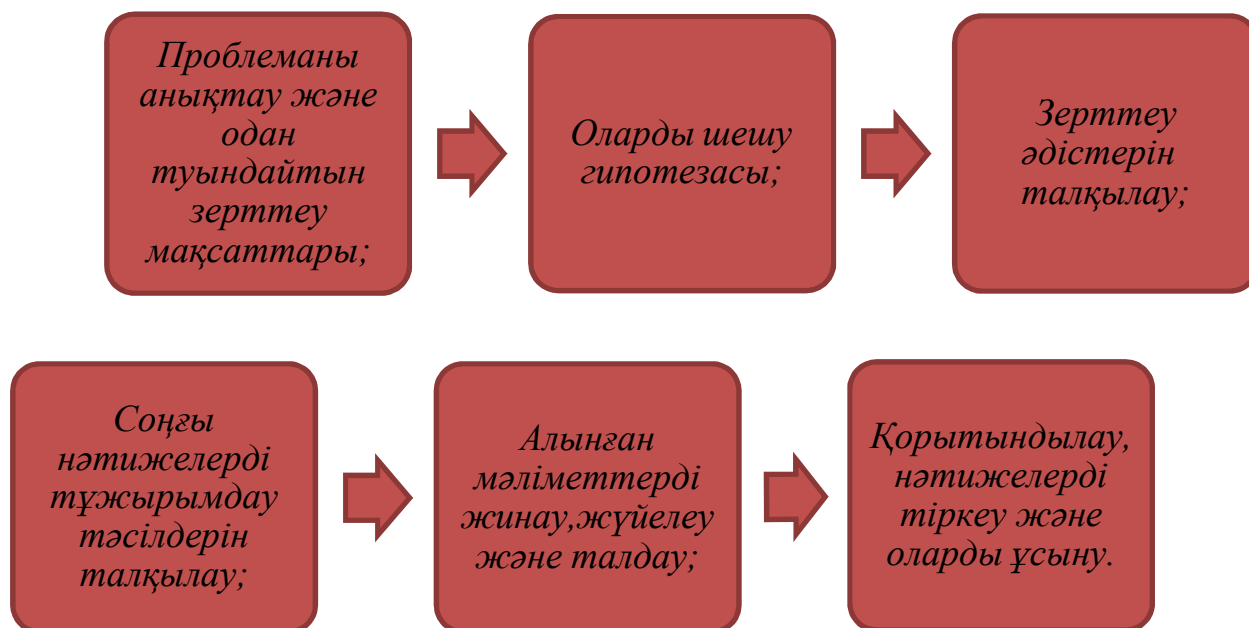 Проблеманы
анықтау және
одан
туындайтын
зерттеу
мақсаттары;
Оларды шешу
гипотезасы;
Зерттеу
әдістерін
талқылау;
Соңғы
нәтижелерді
тұжырымдау
тәсілдерін
талқылау;
Алынған
мәліметтерді
жинау,жүйелеу
және талдау;
Қорытындылау,
нәтижелерді
тіркеу және
оларды ұсыну.